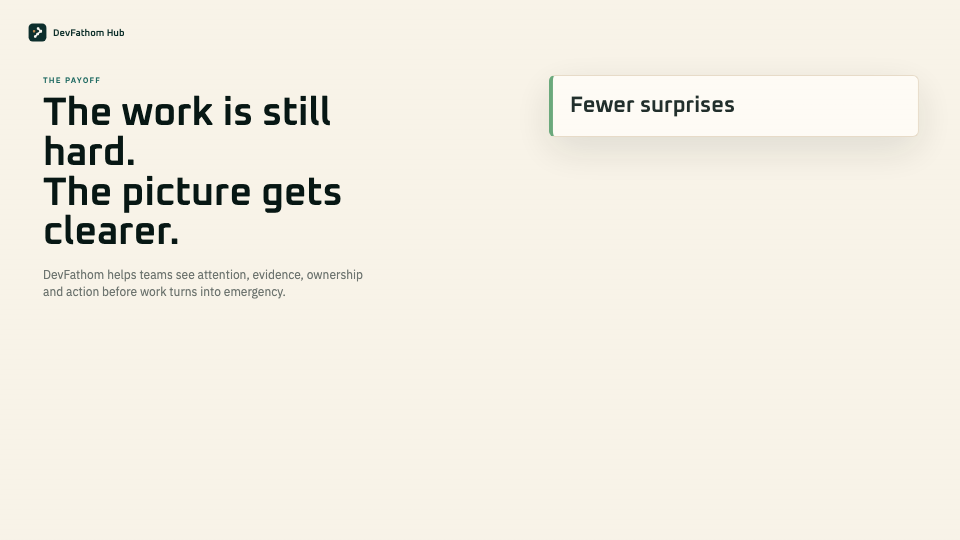 DevFathom Hub
THE PAYOFF
The work is still
hard.
The picture gets
clearer.
DevFathom helps teams see attention, evidence, ownership
and action before work turns into emergency.
Fewer surprises